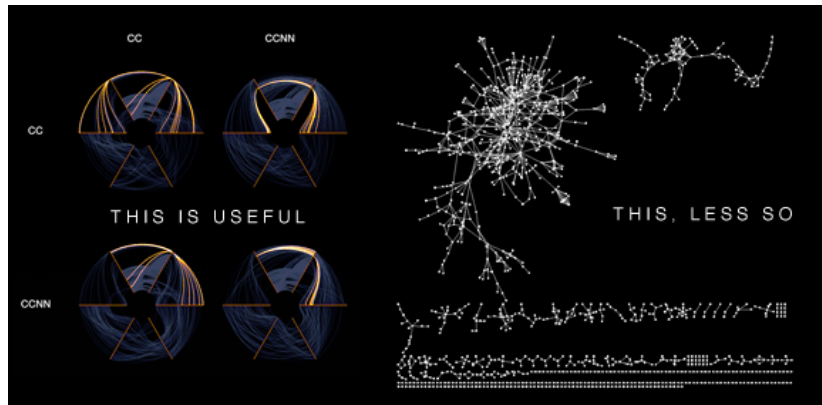 CC CCNN
CC
THIS IS USEFUL
THIS, LESS SO
CCNN